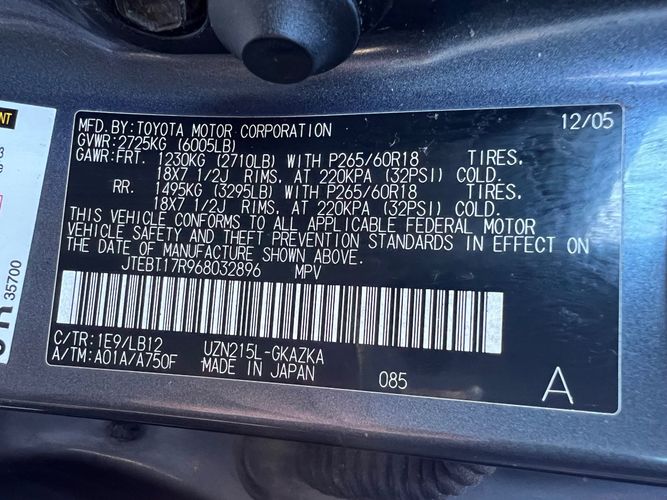 MFD.BY:TOYOTA MOTOR CORPORATION 12/05
GVWR:2725KG (6005LB)
GAWR:FRT. 1230KG (2710LB) WITH P265/60R18 TIRES,
18X7 1/2J RIMS, AT 220KPA (32PSI) COLD.
RR. 1495KG (3295LB) WITH P265/60R18 TIRES,
18X7 1/2J RIMS, AT 220KPA (32PSI) COLD.
THIS VEHICLE CONFORMS TO ALL APPLICABLE FEDERAL MOTOR
VEHICLE SAFETY AND THEFT PREVENTION STANDARDS IN EFFECT ON
THE DATE OF MANUFACTURE SHOWN ABOVE.
JTEBT17R968032896 MPV
C/TR:1E9/LB12 UZN215L-GKAZKA
A/TM:A01A/A750F MADE IN JAPAN 085 A
35700